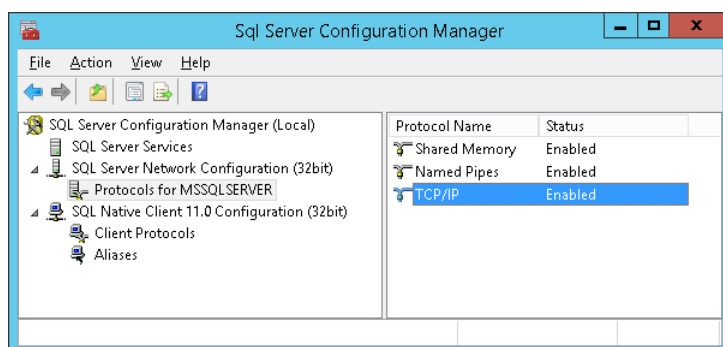 Sql Server Configuration Manager
File Action View Help
SQL Server Configuration Manager (Local)
SQL Server Services
SQL Server Network Configuration (32bit)
Protocols for MSSQLSERVER
SQL Native Client 11.0 Configuration (32bit)
Client Protocols
Aliases
Protocol Name Status
Shared Memory Enabled
Named Pipes Enabled
TCP/IP Enabled